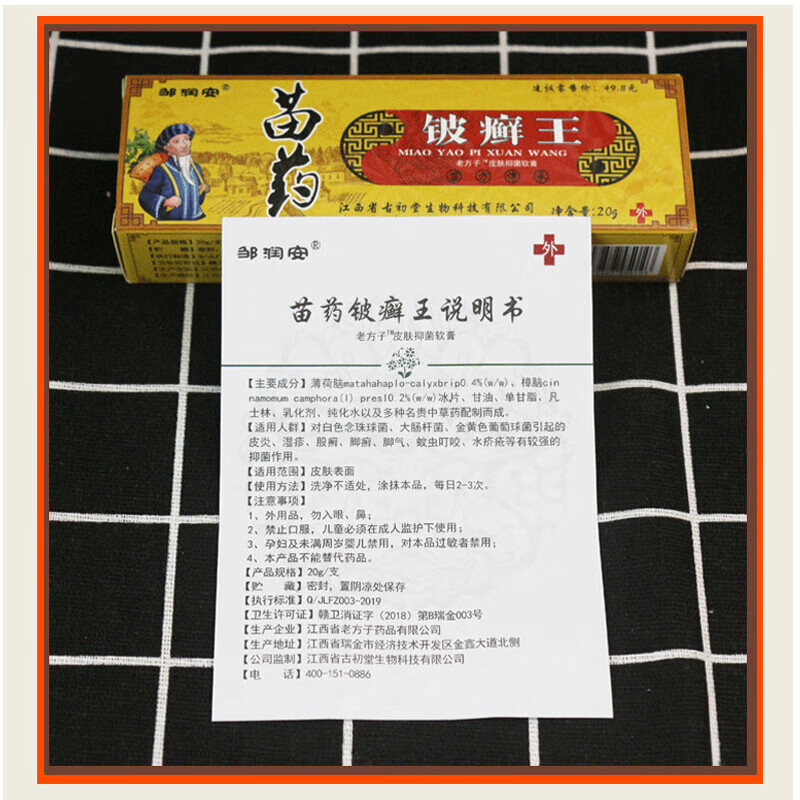 邹润安®
建议零售价：49.8元
苗药
铍癣王
MIAO YAO PI XUAN WANG
老方子™皮肤抑菌软膏
江西省古初堂生物科技有限公司
净含量:20g
外
邹润安®
外
苗药铍癣王说明书
老方子™皮肤抑菌软膏
【主要成分】薄荷脑matahahaplo-calyxbrip0.4%(w/w)、樟脑cin
namomum camphora(l) presl0.2%(w/w)冰片、甘油、单甘脂、凡
士林、乳化剂、纯化水以及多种名贵中草药配制而成。
【适用人群】对白色念珠球菌、大肠杆菌、金黄色葡萄球菌引起的
皮炎、湿疹、股癣、脚癣、脚气、蚊虫叮咬、水疥疮等有较强的
抑菌作用。
【适用范围】皮肤表面
【使用方法】洗净不适处，涂抹本品，每日2-3次。
【注意事项】
1、外用品，勿入眼、鼻；
2、禁止口服，儿童必须在成人监护下使用；
3、孕妇及未满周岁婴儿禁用，对本品过敏者禁用；
4、本产品不能替代药品。
【产品规格】20g/支
【贮 藏】密封，置阴凉处保存
【执行标准】Q/JLFZ003-2019
【卫生许可证】赣卫消证字（2018）第B瑞金003号
【生产企业】江西省老方子药品有限公司
【生产地址】江西省瑞金市经济技术开发区金鑫大道北侧
【公司监制】江西省古初堂生物科技有限公司
【电 话】400-151-0886